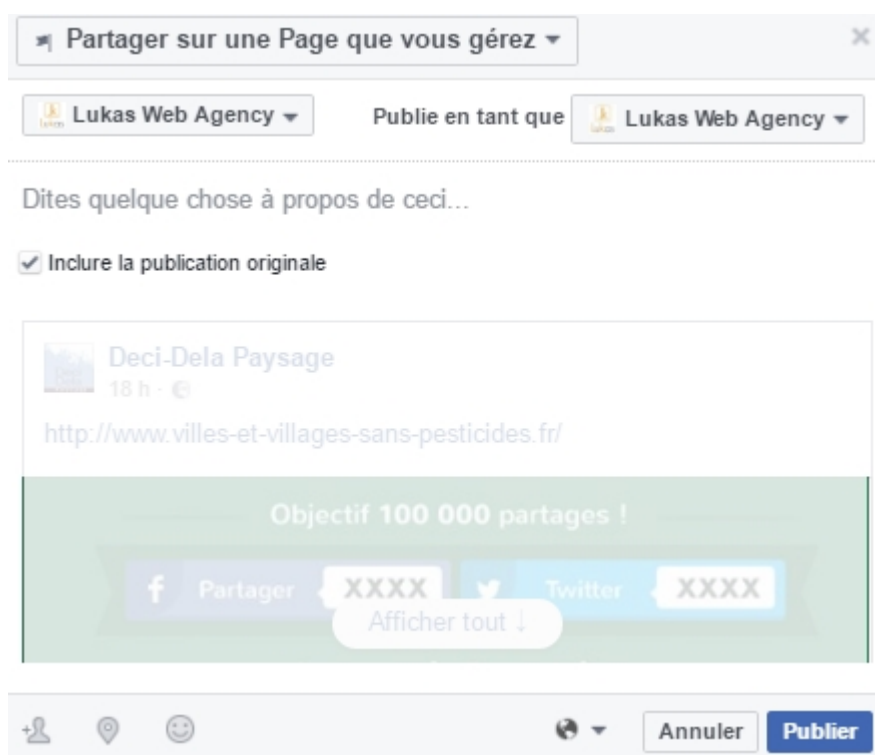 Partager sur une Page que vous gérez
Lukas Web Agency Publie en tant que Lukas Web Agency
Dites quelque chose à propos de ceci...
Inclure la publication originale
Deci-Dela Paysage
18 h
http://www.villes-et-villages-sans-pesticides.fr/
Objectif 100 000 partages !
Partager XXXX Twitter XXXX
Afficher tout ↓
Annuler Publier